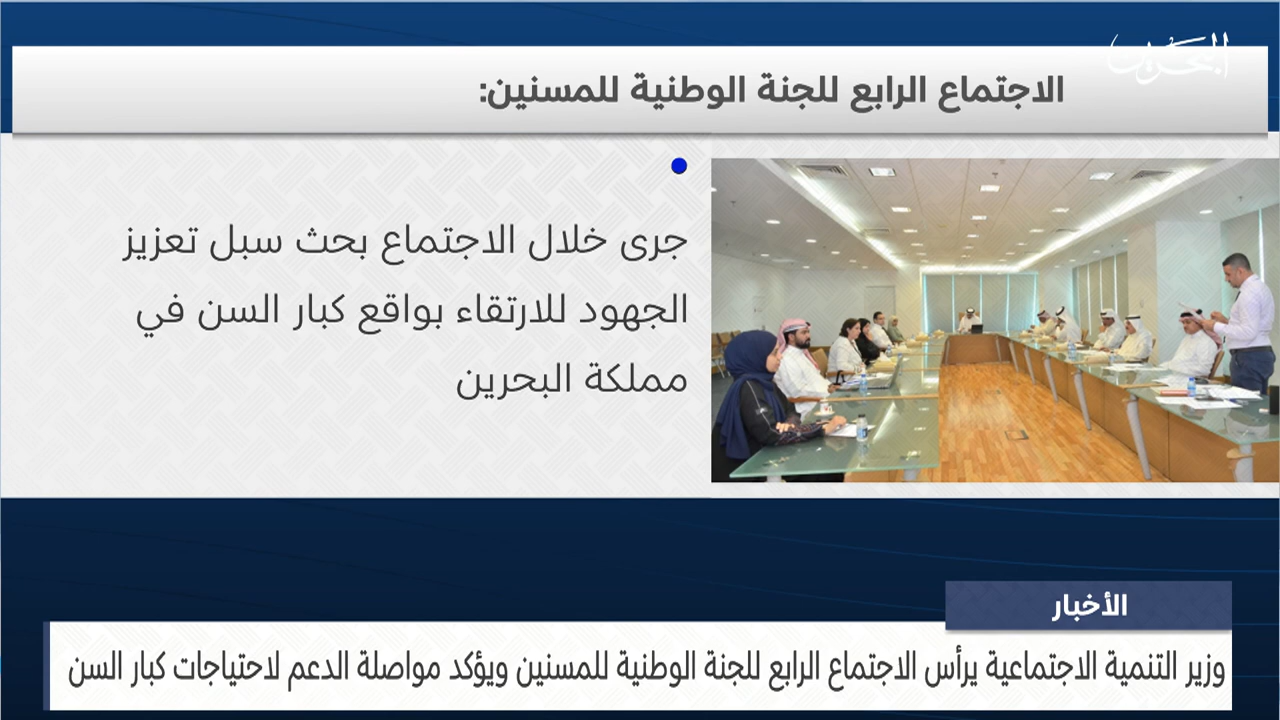 البحرين
الاجتماع الرابع للجنة الوطنية للمسنين:
جرى خلال الاجتماع بحث سبل تعزيز
الجهود للارتقاء بواقع كبار السن في
مملكة البحرين
الأخبار
وزير التنمية الاجتماعية يرأس الاجتماع الرابع للجنة الوطنية للمسنين ويؤكد مواصلة الدعم لاحتياجات كبار السن